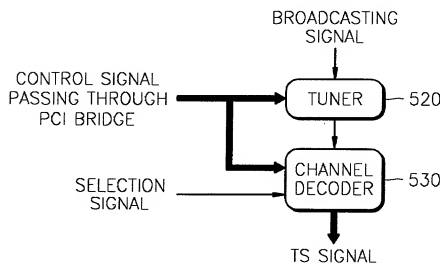 BROADCASTING
SIGNAL
CONTROL SIGNAL
PASSING THROUGH
PCI BRIDGE
TUNER
520
CHANNEL
DECODER
530
SELECTION
SIGNAL
TS SIGNAL